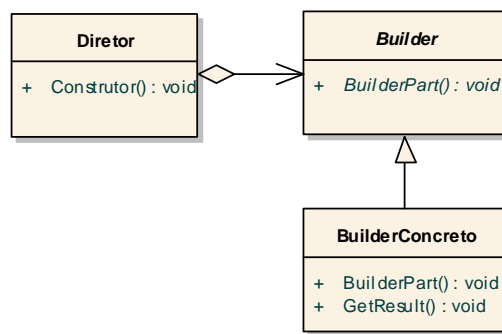 Diretor
+ Construtor() : void
Builder
+ BuilderPart() : void
BuilderConcreto
+ BuilderPart() : void
+ GetResult() : void